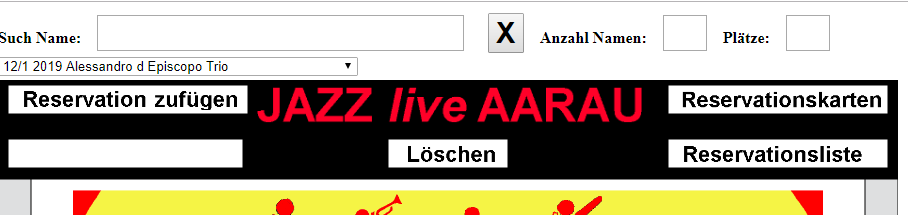 Such Name: X Anzahl Namen: Plätze:
12/1 2019 Alessandro d Episcopo Trio
Reservation zufügen JAZZ live AARAU Reservationskarten
Löschen Reservationsliste